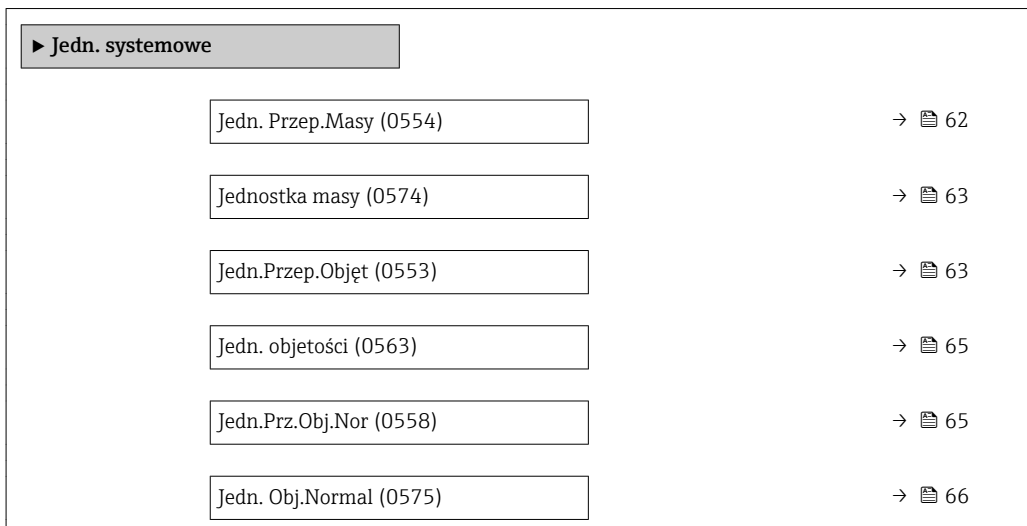 ▶ Jedn. systemowe
Jedn. Przep.Masy (0554) → 62
Jednostka masy (0574) → 63
Jedn.Przep.Objęt (0553) → 63
Jedn. objetości (0563) → 65
Jedn.Prz.Obj.Nor (0558) → 65
Jedn. Obj.Normal (0575) → 66